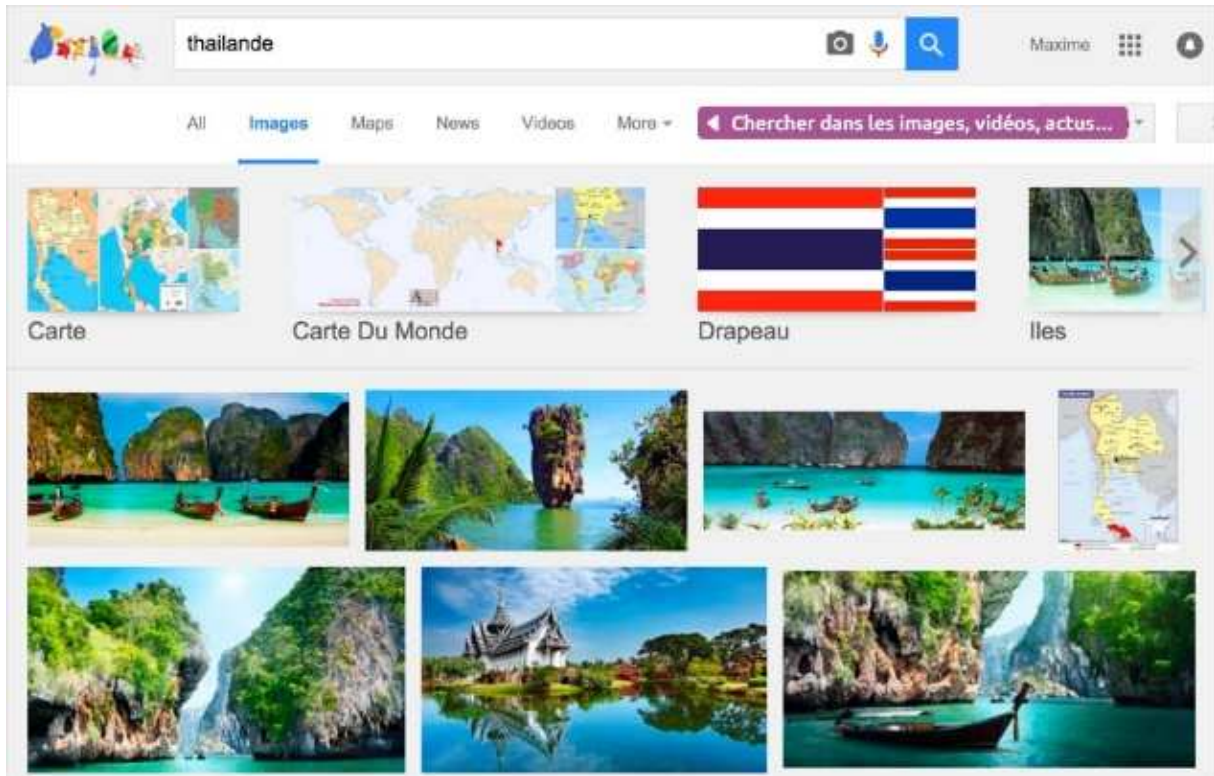 thailande
Maxime
All Images Maps News Videos More
Chercher dans les images, vidéos, actus...
Carte
Carte Du Monde
Drapeau
Iles